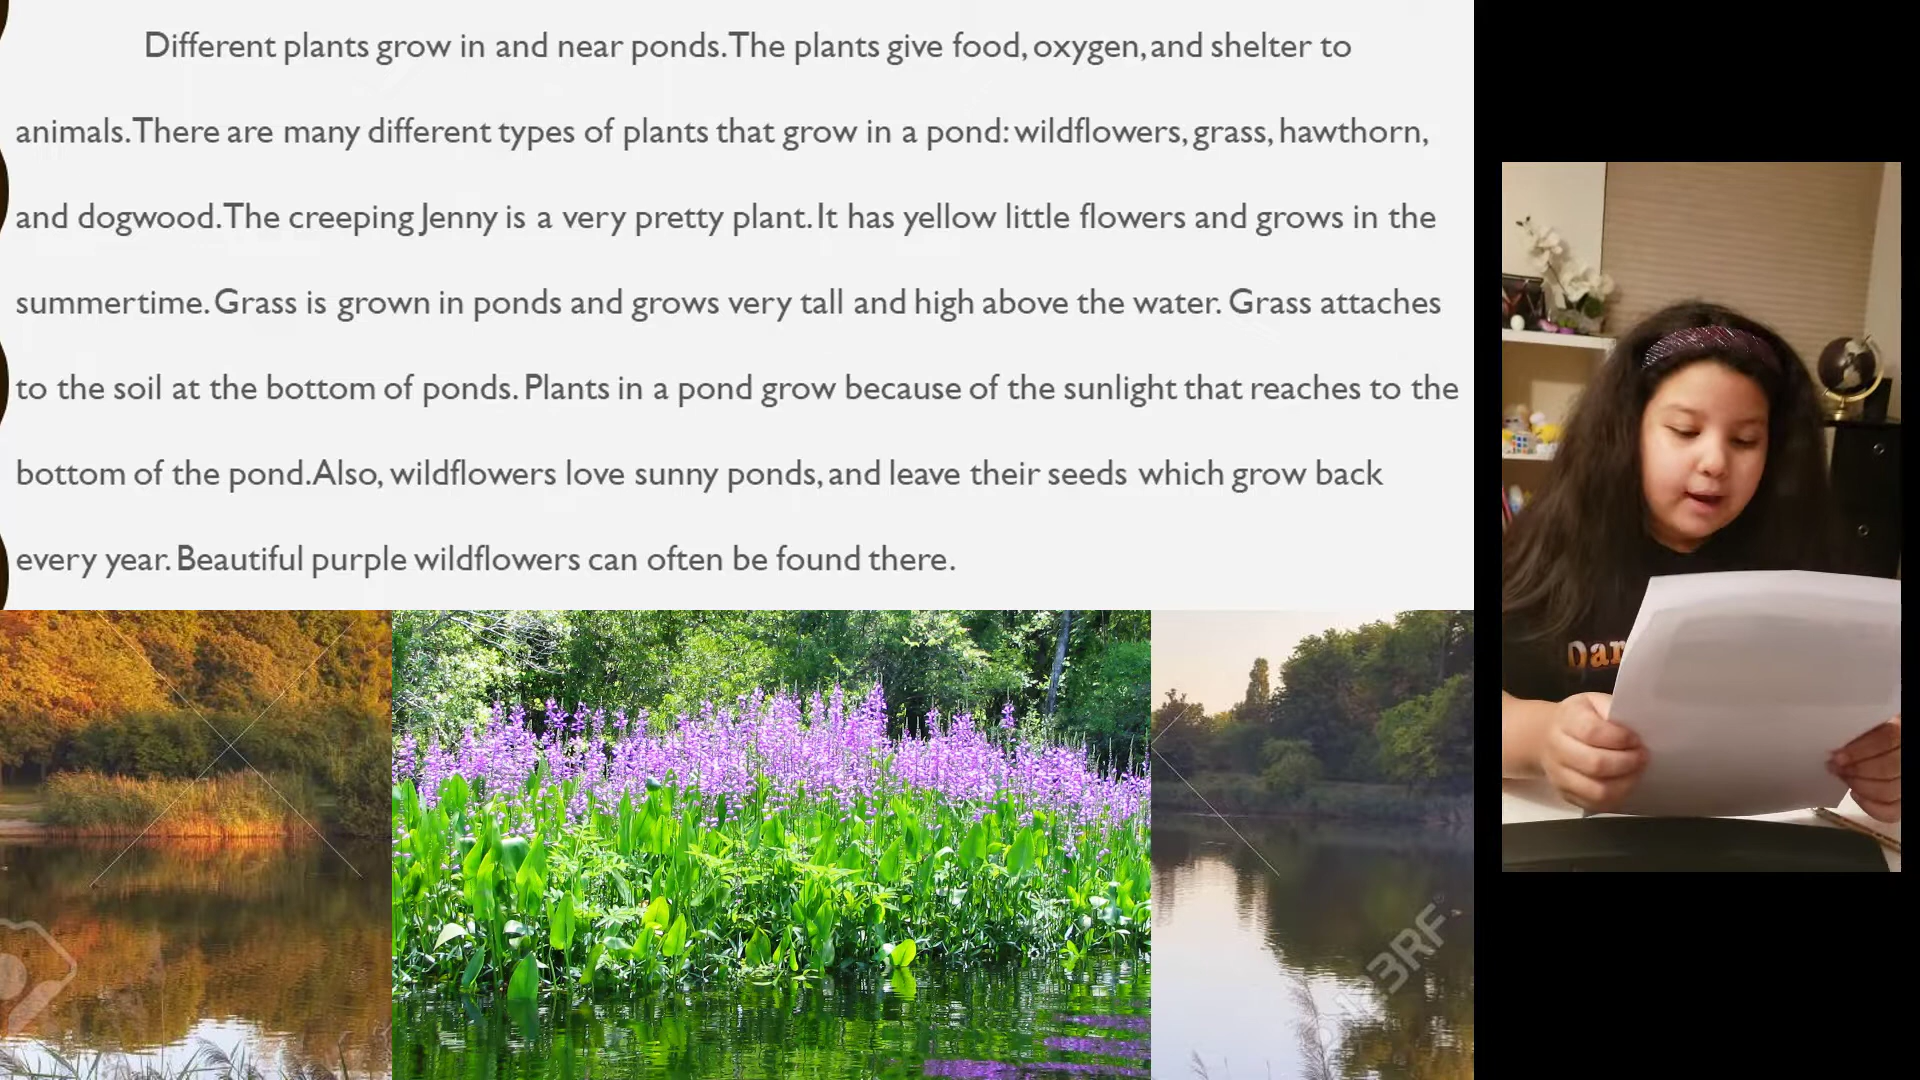 Different plants grow in and near ponds. The plants give food, oxygen, and shelter to
animals. There are many different types of plants that grow in a pond: wildflowers, grass, hawthorn,
and dogwood. The creeping Jenny is a very pretty plant. It has yellow little flowers and grows in the
summertime. Grass is grown in ponds and grows very tall and high above the water. Grass attaches
to the soil at the bottom of ponds. Plants in a pond grow because of the sunlight that reaches to the
bottom of the pond. Also, wildflowers love sunny ponds, and leave their seeds which grow back
every year. Beautiful purple wildflowers can often be found there.